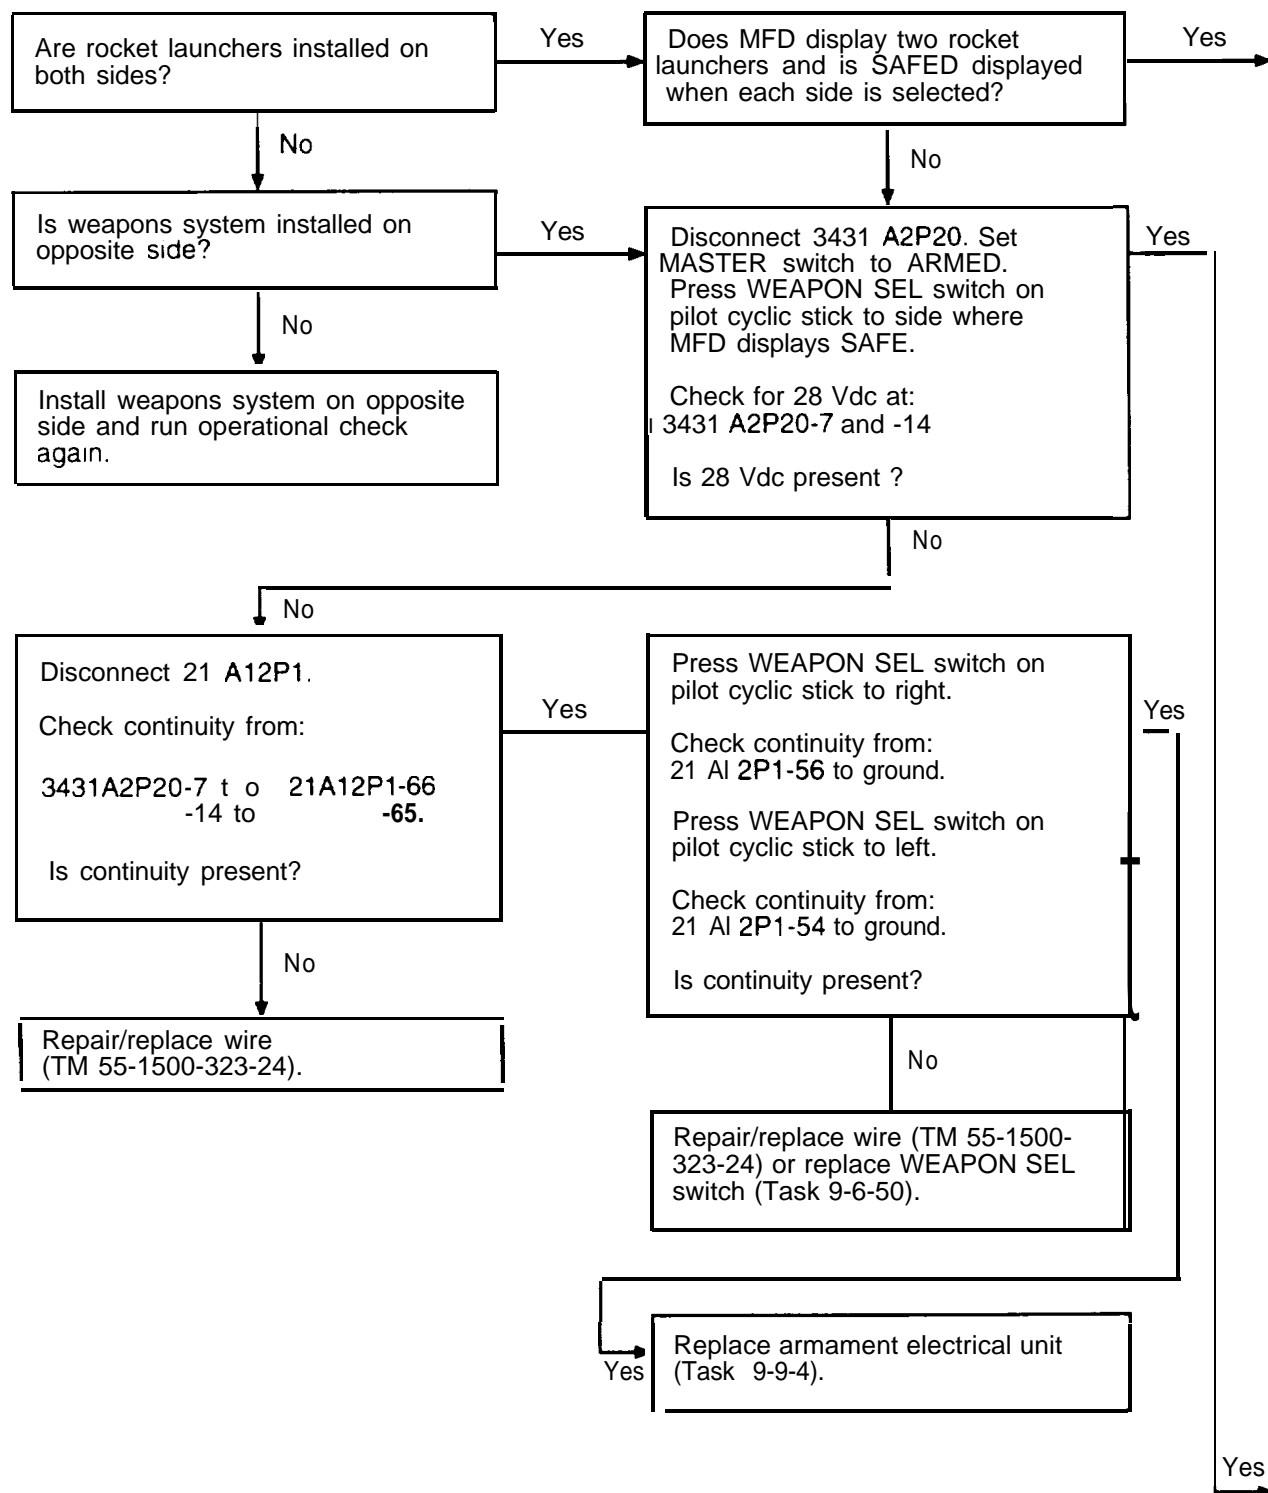 Are rocket launchers installed on
both sides?
Yes
Does MFD display two rocket
launchers and is SAFED displayed
when each side is selected?
Yes
No
No
Is weapons system installed on
opposite side?
Yes
Disconnect 3431 A2P20. Set
MASTER switch to ARMED.
Press WEAPON SEL switch on
pilot cyclic stick to side where
MFD displays SAFE.
Check for 28 Vdc at:
3431 A2P20-7 and -14
Is 28 Vdc present ?
Yes
No
Install weapons system on opposite
side and run operational check
again.
No
No
Disconnect 21 A12P1.
Check continuity from:
3431A2P20-7 t o 21A12P1-66
-14 to -65.
Is continuity present?
Yes
Press WEAPON SEL switch on
pilot cyclic stick to right.
Check continuity from:
21 Al 2P1-56 to ground.
Press WEAPON SEL switch on
pilot cyclic stick to left.
Check continuity from:
21 Al 2P1-54 to ground.
Is continuity present?
Yes
No
Repair/replace wire
(TM 55-1500-323-24).
No
Repair/replace wire (TM 55-1500-
323-24) or replace WEAPON SEL
switch (Task 9-6-50).
Yes
Replace armament electrical unit
(Task 9-9-4).
Yes